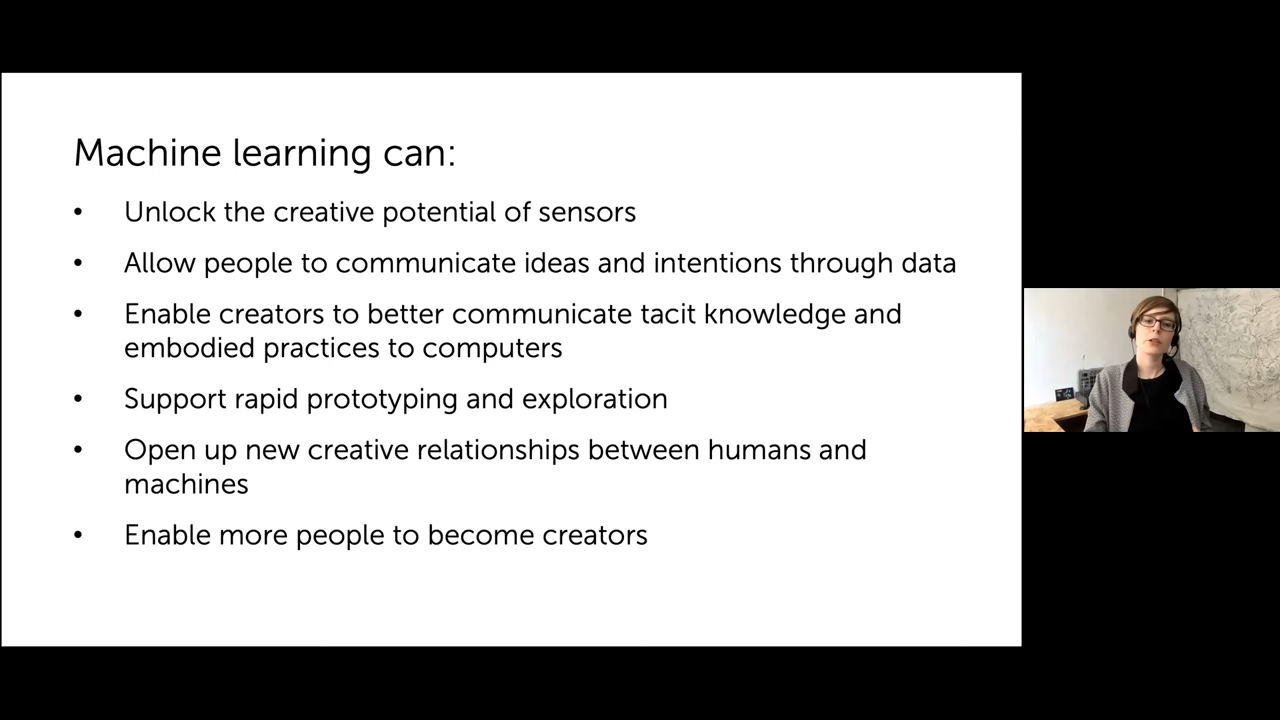 Machine learning can:
• Unlock the creative potential of sensors
• Allow people to communicate ideas and intentions through data
• Enable creators to better communicate tacit knowledge and
embodied practices to computers
• Support rapid prototyping and exploration
• Open up new creative relationships between humans and
machines
• Enable more people to become creators